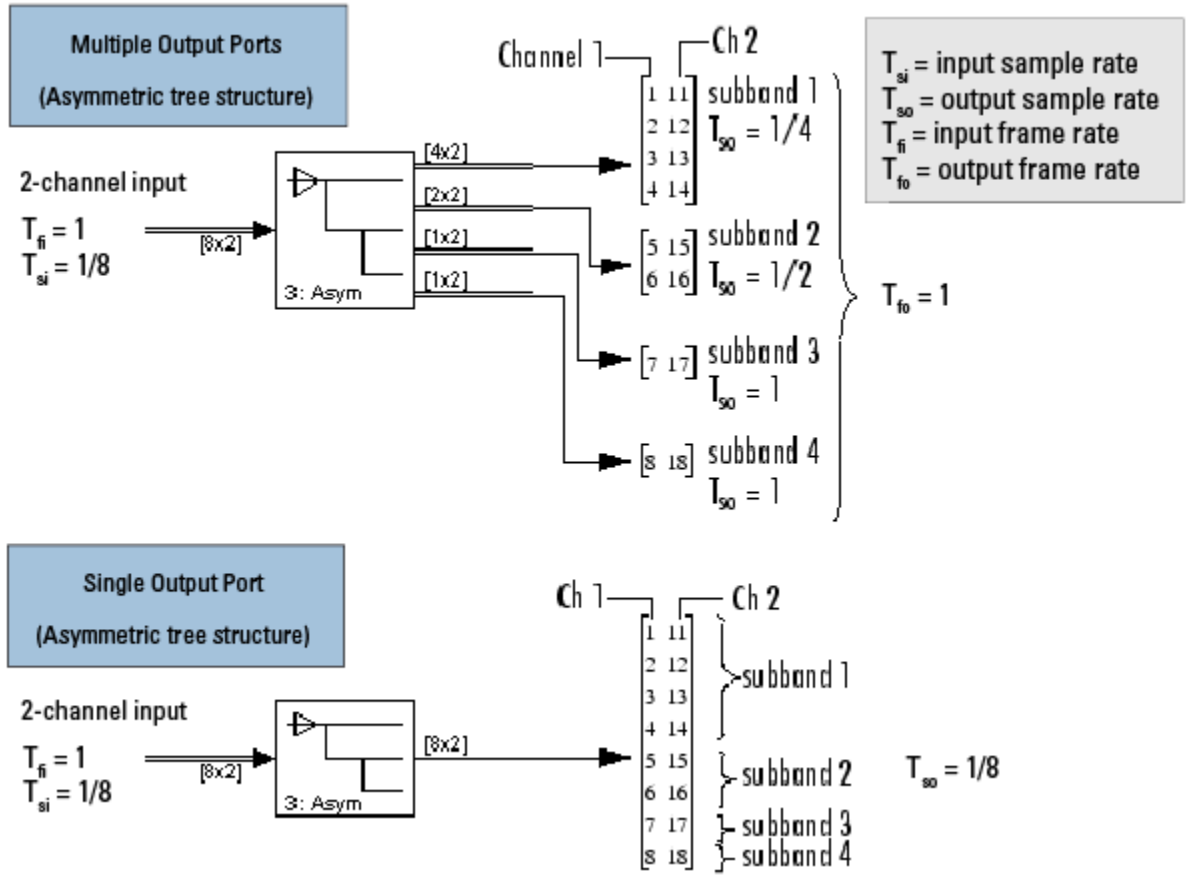 Multiple Output Ports
(Asymmetric tree structure)
Channel 1
Ch 2
T_si = input sample rate
T_so = output sample rate
T_fi = input frame rate
T_fo = output frame rate
2-channel input
T_fi = 1
T_si = 1/8
[8x2]
3: Asym
[4x2]
[2x2]
[1x2]
[1x2]
1 11
2 12
3 13
4 14
subband 1
T_so = 1/4
5 15
6 16
subband 2
T_so = 1/2
7 17
subband 3
T_so = 1
8 18
subband 4
T_so = 1
T_fo = 1
Single Output Port
(Asymmetric tree structure)
Ch 1
Ch 2
2-channel input
T_fi = 1
T_si = 1/8
[8x2]
3: Asym
[8x2]
1 11
2 12
3 13
4 14
5 15
6 16
7 17
8 18
subband 1
subband 2
subband 3
subband 4
T_so = 1/8